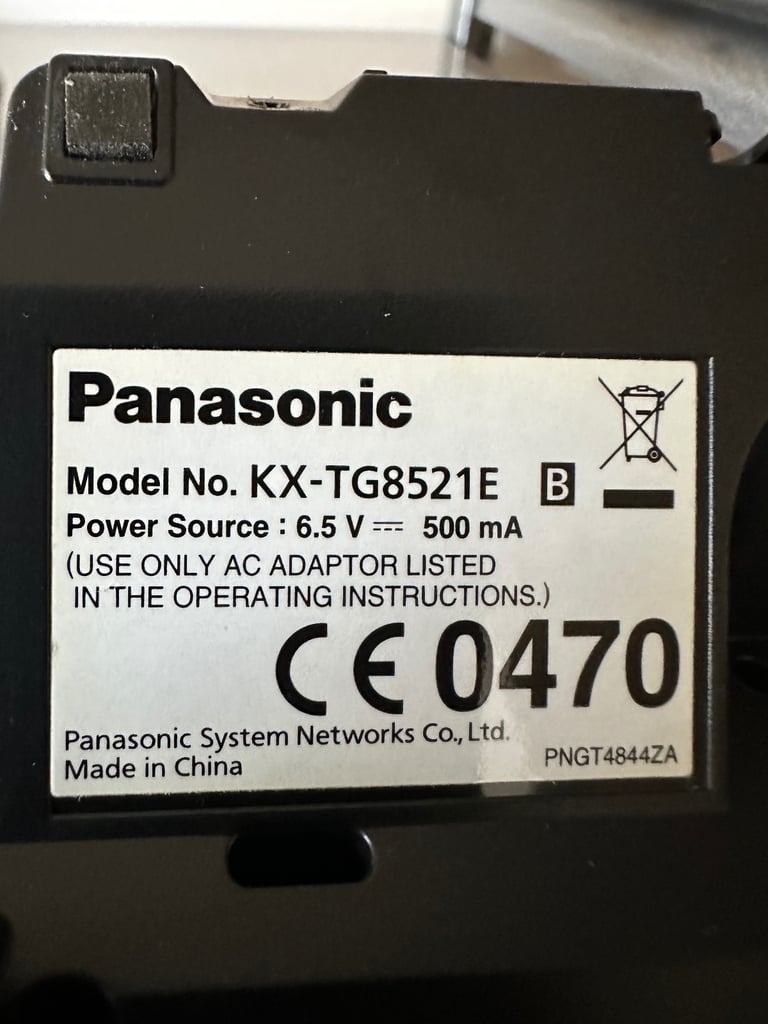 Panasonic
Model No. KX-TG8521E B
Power Source : 6.5 V ⎓ 500 mA
(USE ONLY AC ADAPTOR LISTED
IN THE OPERATING INSTRUCTIONS.)
CE 0470
Panasonic System Networks Co., Ltd.
Made in China
PNGT4844ZA